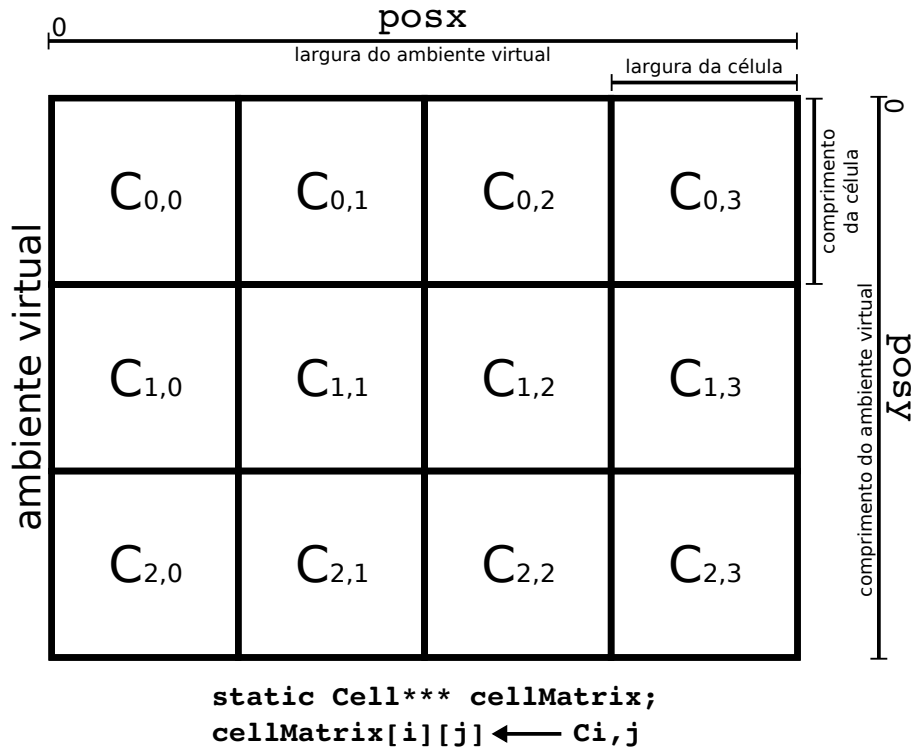 0
posx
largura do ambiente virtual
largura da célula
0
comprimento
da célula
ambiente virtual
C0,0 C0,1 C0,2 C0,3
C1,0 C1,1 C1,2 C1,3
C2,0 C2,1 C2,2 C2,3
comprimento do ambiente virtual
posy
static Cell*** cellMatrix;
cellMatrix[i][j] ← Ci,j